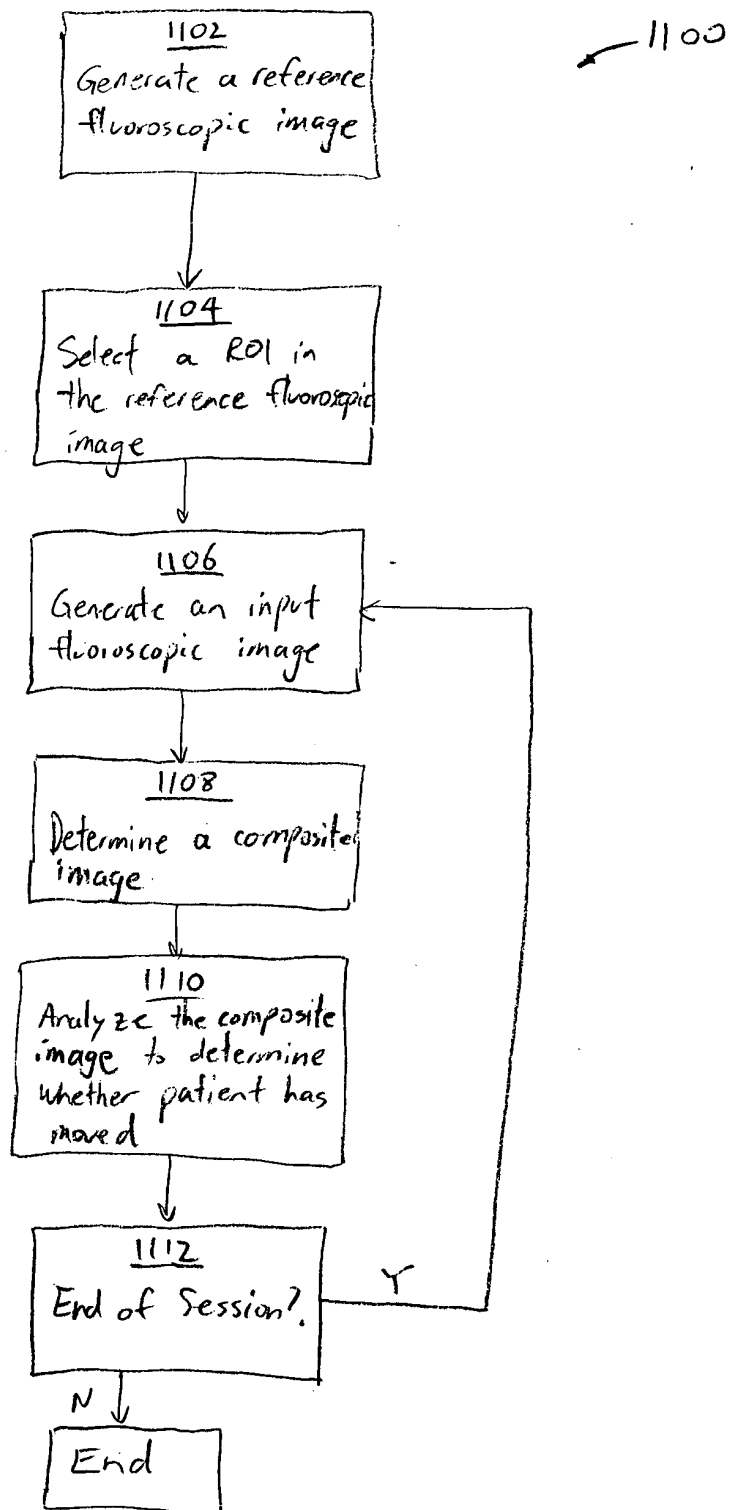 1102
Generate a reference
fluoroscopic image
1100
1104
Select a ROI in
the reference fluoroscopic
image
1106
Generate an input
fluoroscopic image
1108
Determine a composite
image
1110
Analyze the composite
image to determine
whether patient has
moved
1112
End of Session?.
Y
N
End